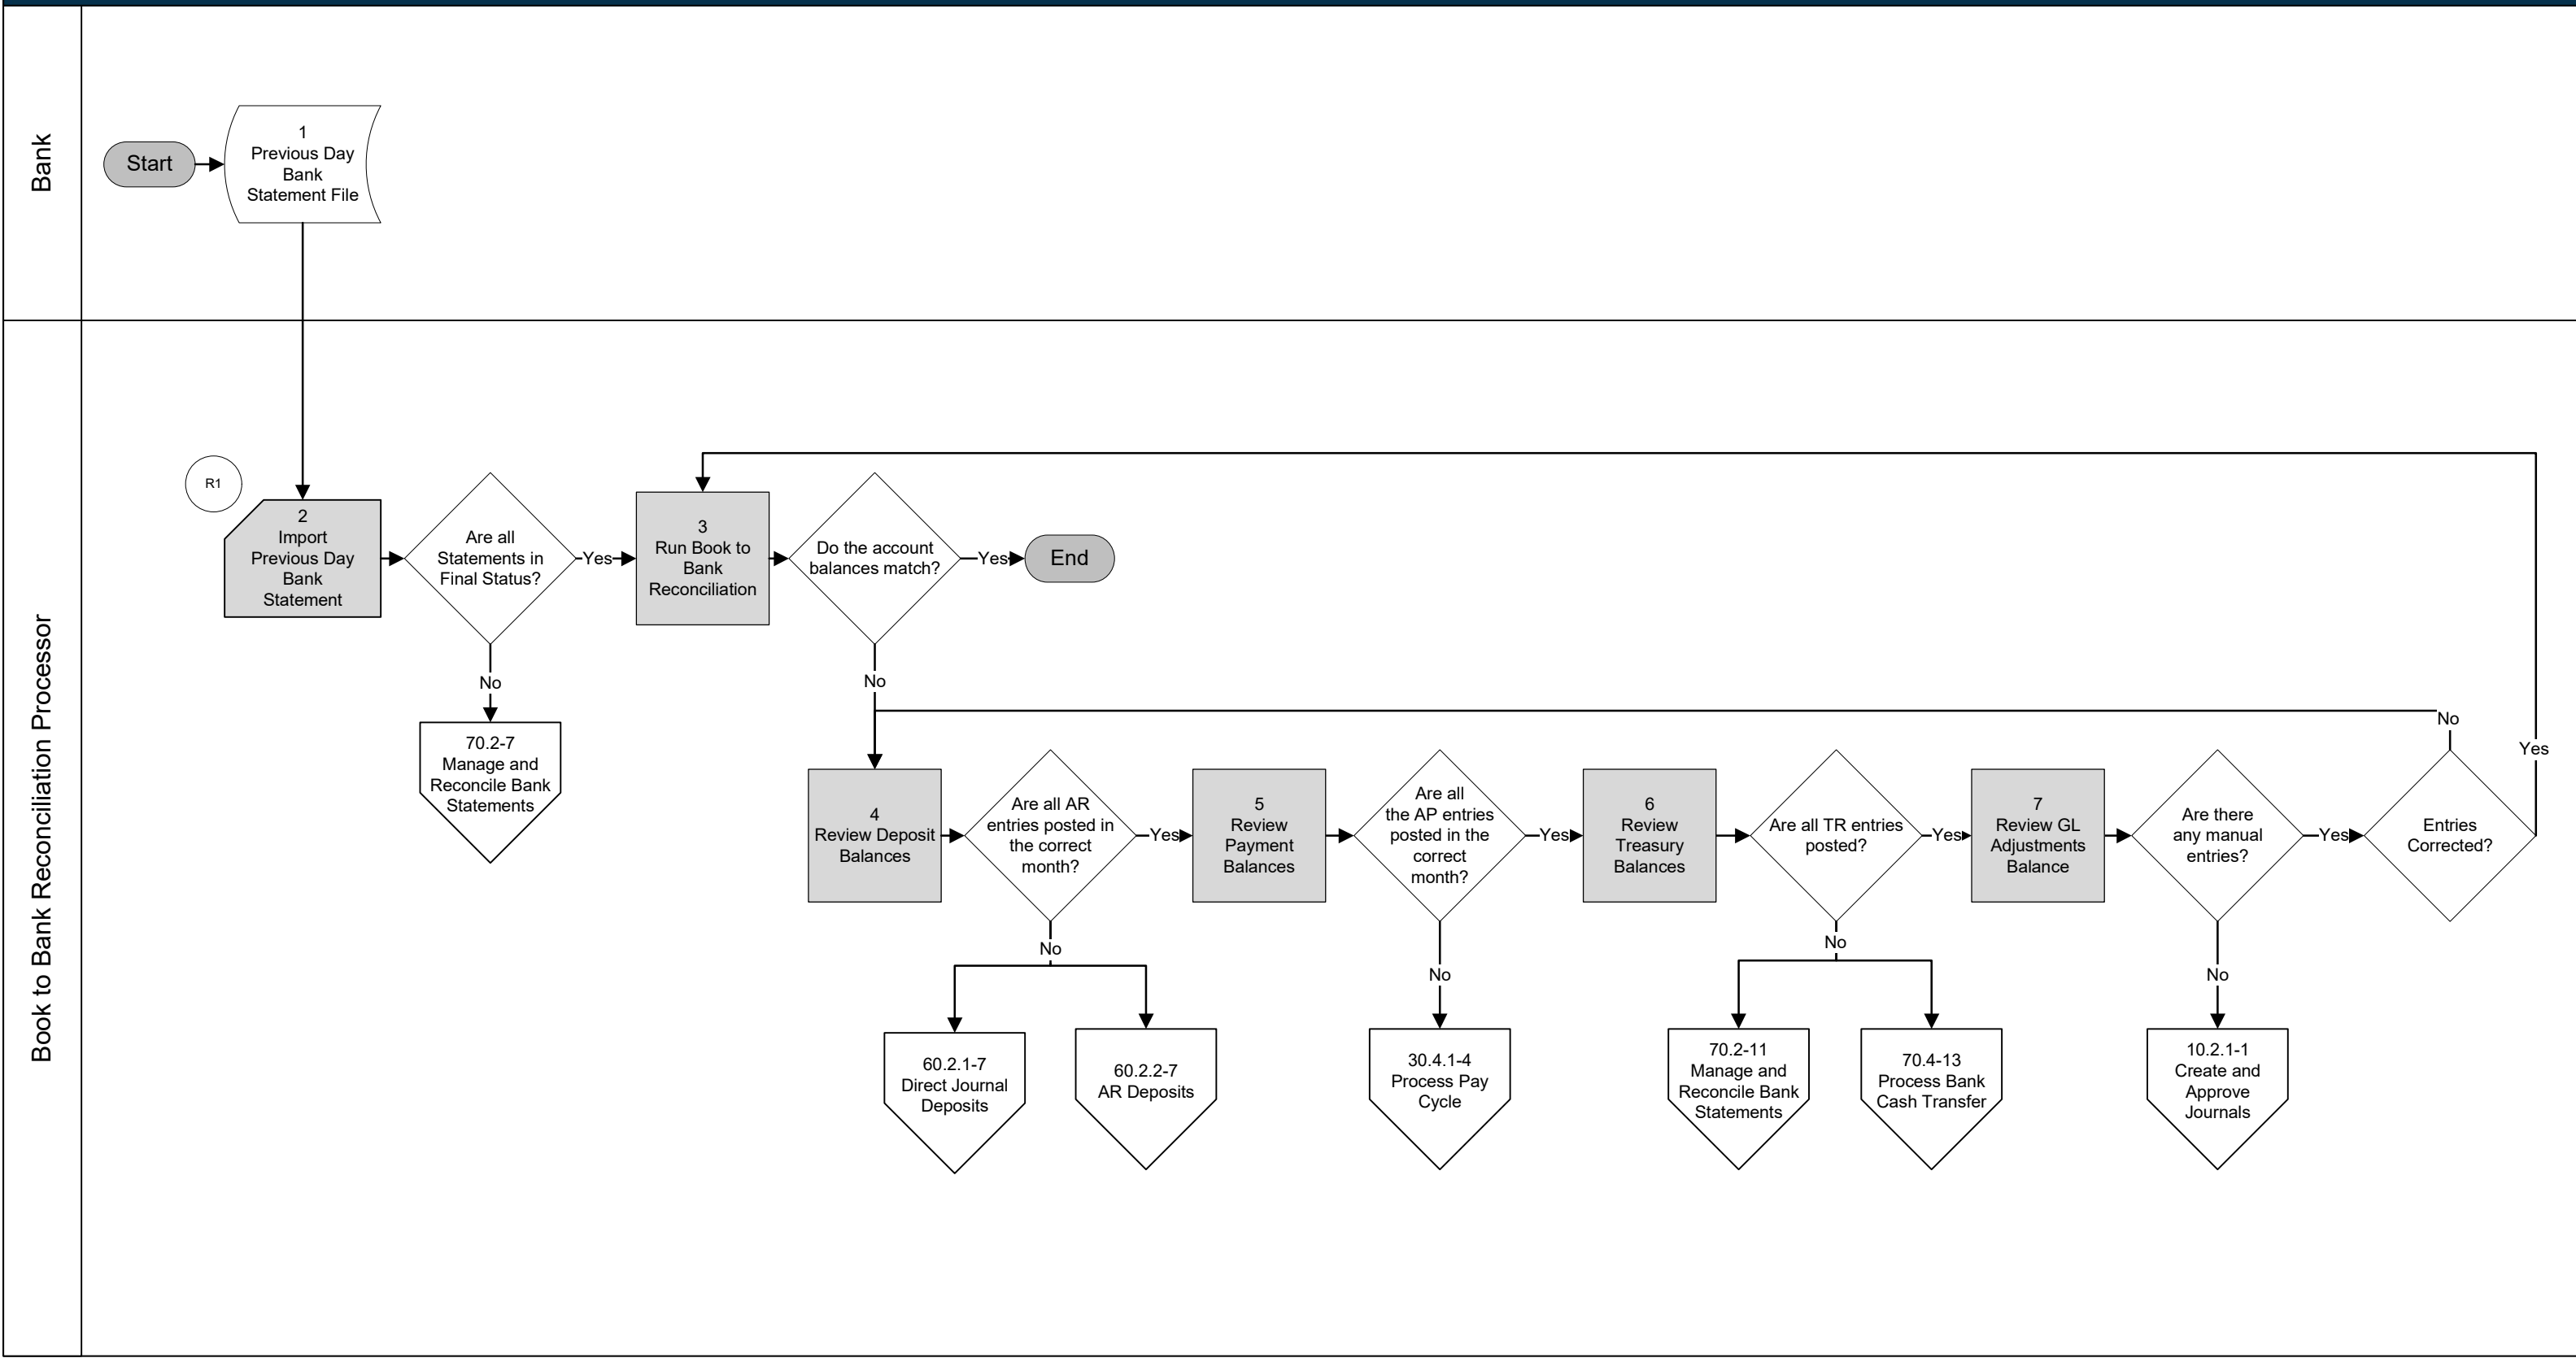 Bank
Start
1
Previous Day
Bank
Statement File
Book to Bank Reconciliation Processor
R1
2
Import
Previous Day
Bank
Statement
Are all
Statements in
Final Status?
Yes
No
70.2-7
Manage and
Reconcile Bank
Statements
3
Run Book to
Bank
Reconciliation
Do the account
balances match?
Yes
End
No
4
Review Deposit
Balances
Are all AR
entries posted in
the correct
month?
Yes
No
60.2.1-7
Direct Journal
Deposits
60.2.2-7
AR Deposits
5
Review
Payment
Balances
Are all
the AP entries
posted in the
correct
month?
Yes
No
30.4.1-4
Process Pay
Cycle
6
Review
Treasury
Balances
Are all TR entries
posted?
Yes
No
70.2-11
Manage and
Reconcile Bank
Statements
70.4-13
Process Bank
Cash Transfer
7
Review GL
Adjustments
Balance
Are there
any manual
entries?
Yes
No
10.2.1-1
Create and
Approve
Journals
Entries
Corrected?
No
Yes